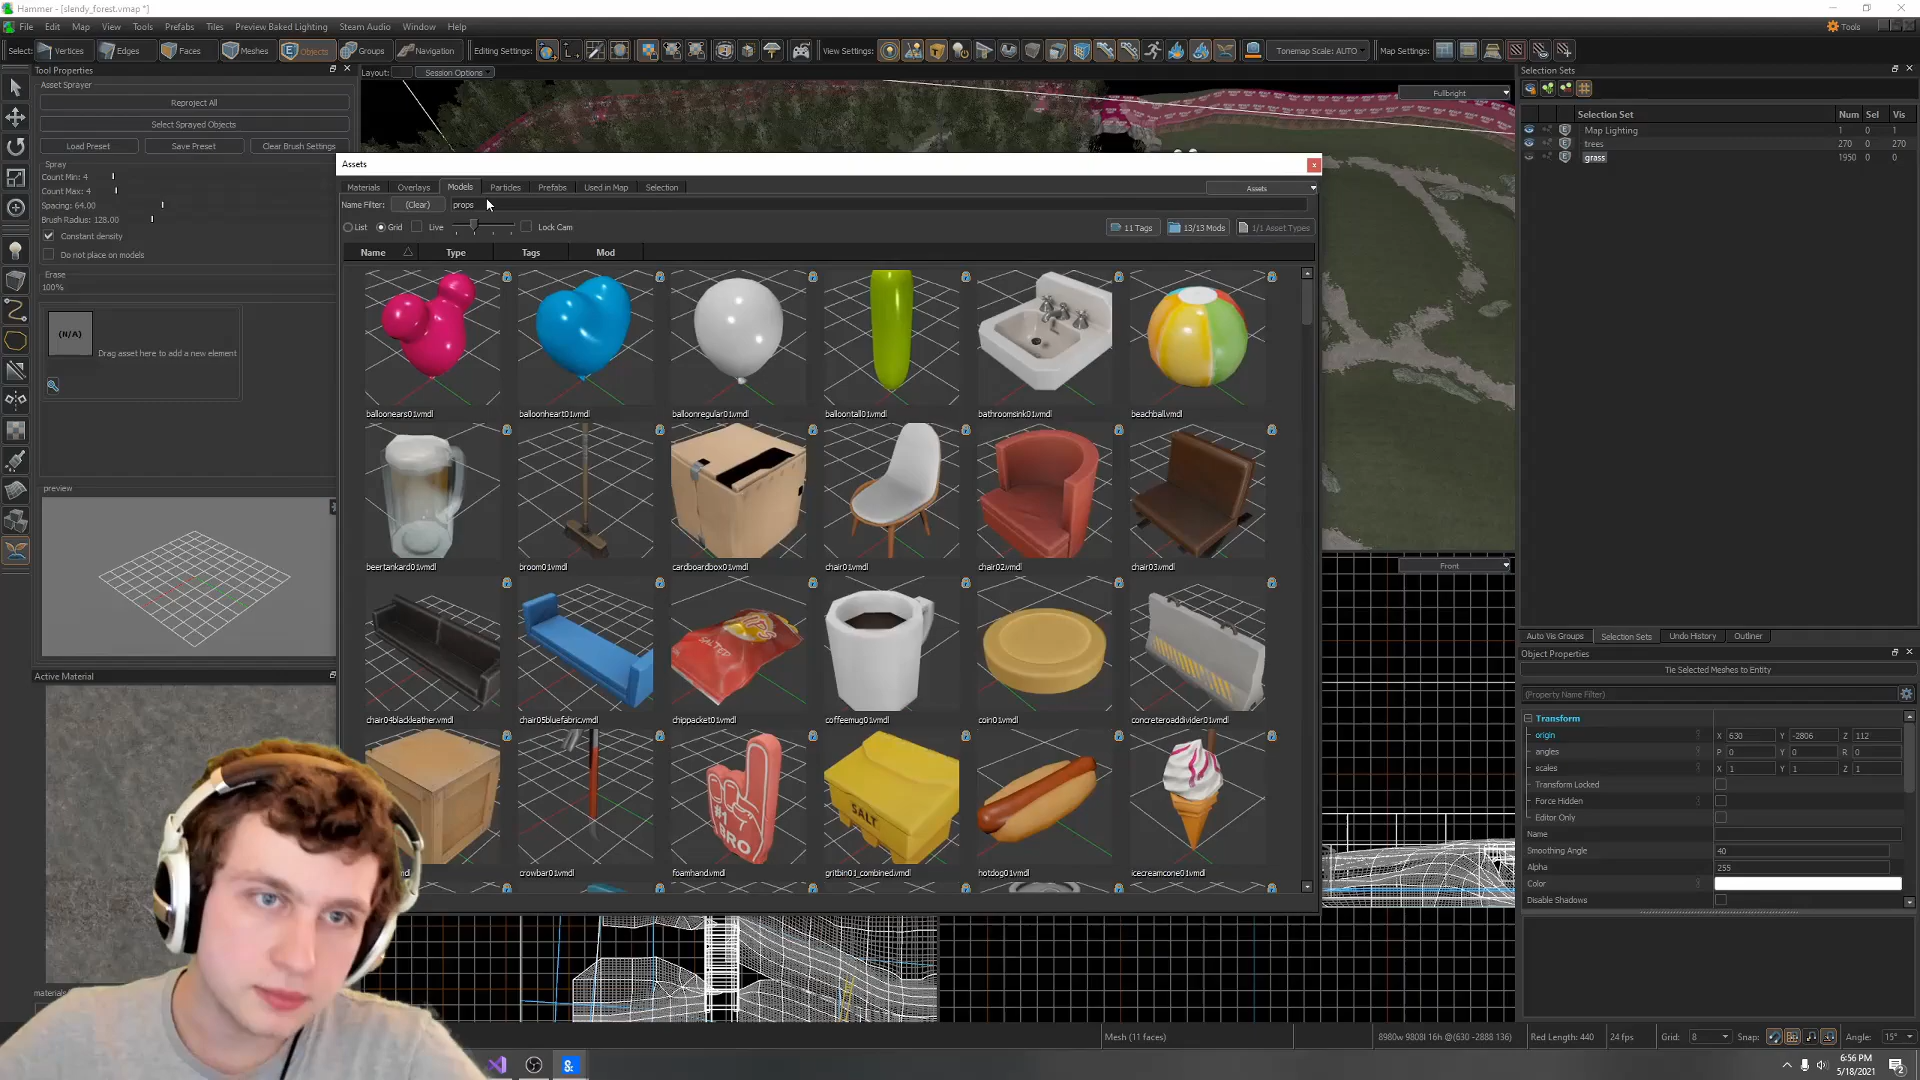 Hammer - [slendy_forest.vmap *]
File Edit Map View Tools Prefabs Tiles Preview Baked Lighting Steam Audio Window Help
Tools
Select: Vertices Edges Faces Meshes Objects Groups Navigation Editing Settings: View Settings: Tonemap Scale: AUTO Map Settings:
Tool Properties
Layout: Session Options
Selection Sets
Asset Sprayer
Reproject All
Fullbright
Select Sprayed Objects
Selection Set Num Sel Vis
Map Lighting 1 0 1
Load Preset Save Preset Clear Brush Settings
trees 270 0 270
grass 1950 0 0
Spray
Count Min: 4
Count Max: 4
Spacing: 64.00
Brush Radius: 128.00
Constant density
Do not place on models
Erase
100%
(N/A)
Drag asset here to add a new element
preview
Active Material
Assets
Materials Overlays Models Particles Prefabs Used in Map Selection Assets
Name Filter: (Clear) props
List Grid Live Lock Cam 11 Tags 13/13 Mods 1/1 Asset Types
Name Type Tags Mod
balloonears01.vmdl balloonheart01.vmdl balloonregular01.vmdl balloontall01.vmdl bathroomsink01.vmdl beachball.vmdl
beertankard01.vmdl broom01.vmdl cardboardbox01.vmdl chair01.vmdl chair02.vmdl chair03.vmdl
SALTED
chair04blackleather.vmdl chair05bluefabric.vmdl chippacket01.vmdl coffeemug01.vmdl coin01.vmdl concreteroaddivider01.vmdl
#1
BRO
SALT
crowbar01.vmdl foamhand.vmdl gritbin01_combined.vmdl hotdog01.vmdl icecreamcone01.vmdl
Front
Auto Vis Groups Selection Sets Undo History Outliner
Object Properties
Tie Selected Meshes to Entity
(Property Name Filter)
Transform
origin X 630 Y -2806 Z 112
angles P 0 Y 0 R 0
scales X 1 Y 1 Z 1
Transform Locked
Force Hidden
Editor Only
Name
Smoothing Angle 40
Alpha 255
Color
Disable Shadows
Mesh (11 faces) 8980w 9808l 16h @(630 -2888 136) Red Length: 440 24 fps Grid: 8 Snap: Angle: 15°
6:56 PM
5/18/2021